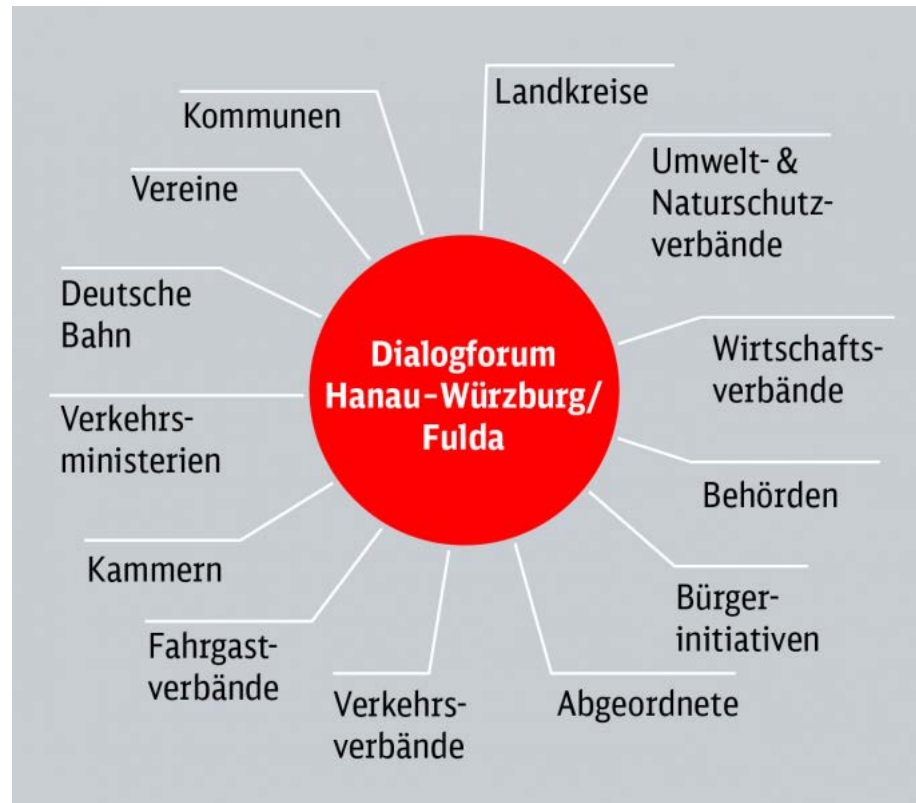 Dialogforum
Hanau–Würzburg/
Fulda
Landkreise
Umwelt- &
Naturschutz-
verbände
Wirtschafts-
verbände
Behörden
Bürger-
initiativen
Abgeordnete
Verkehrs-
verbände
Fahrgast-
verbände
Kammern
Verkehrs-
ministerien
Deutsche
Bahn
Vereine
Kommunen